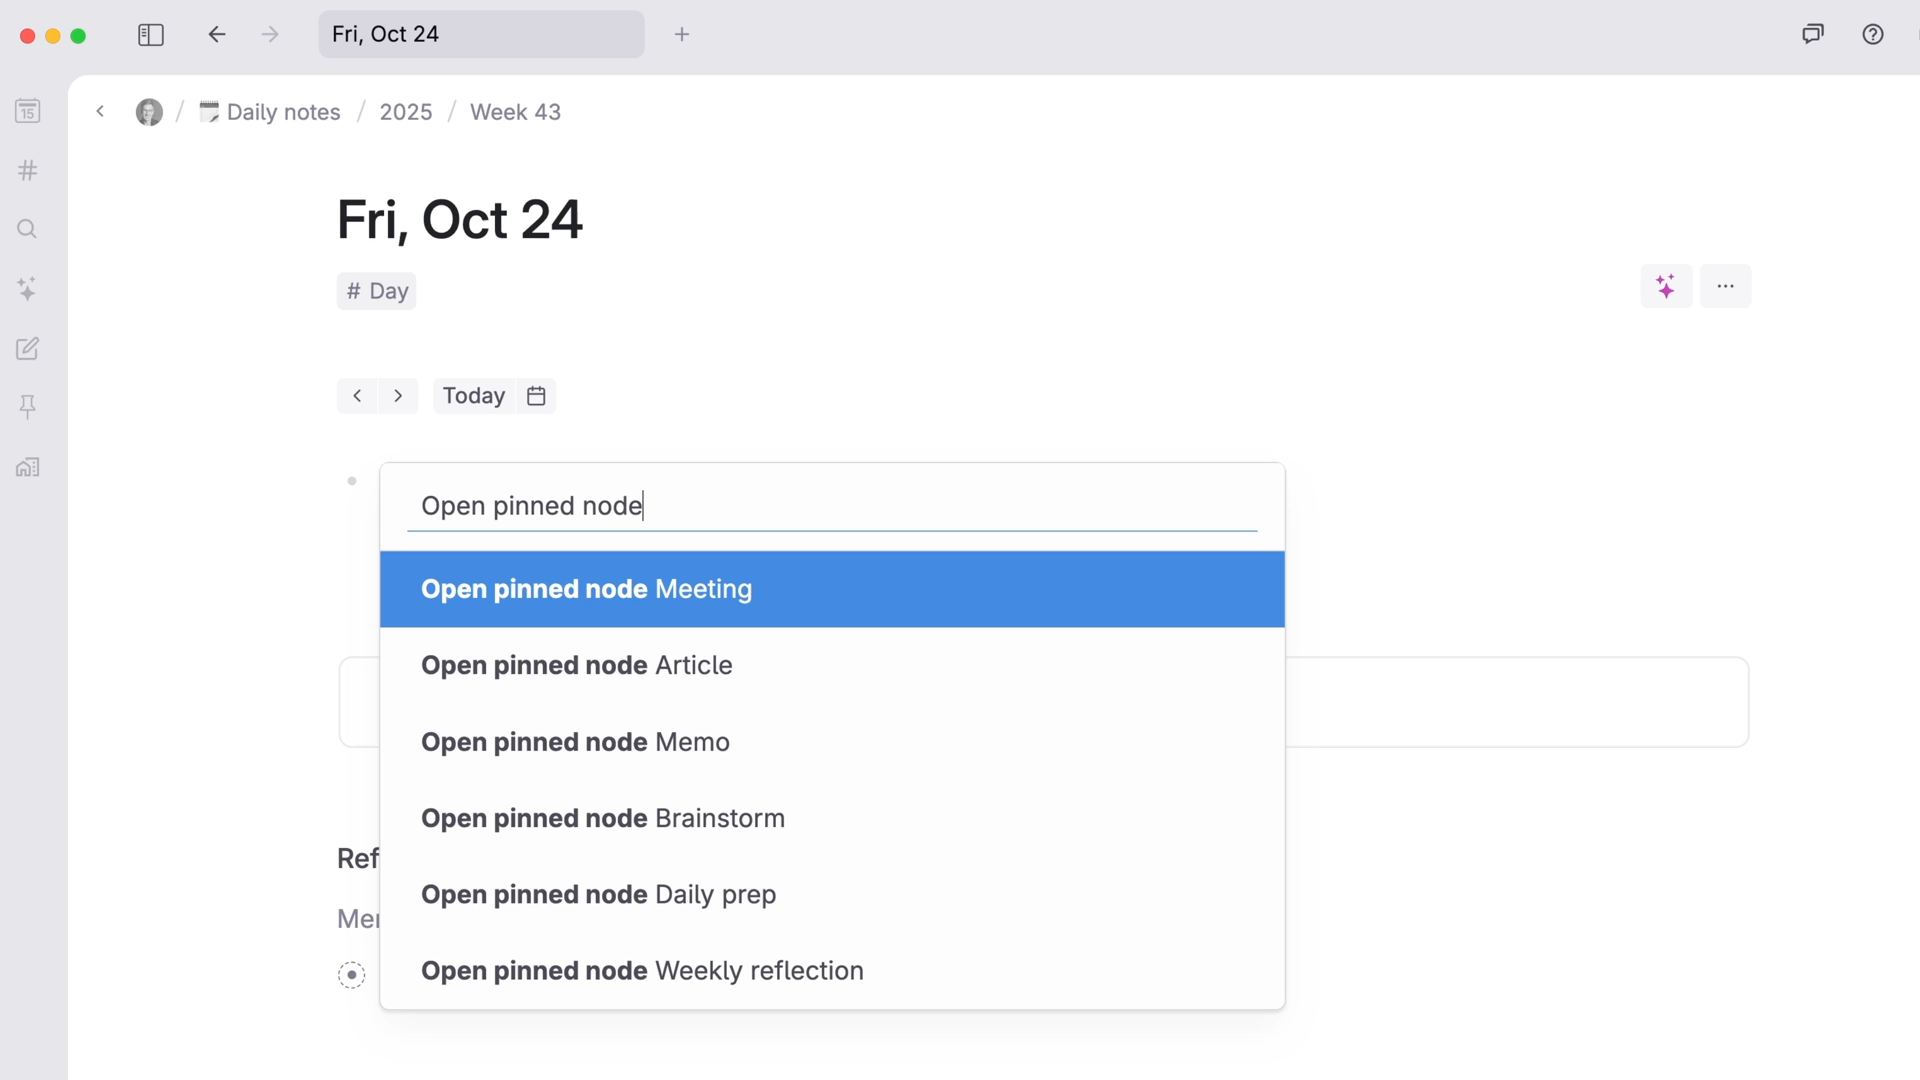 Fri, Oct 24
15
Daily notes / 2025 / Week 43
Fri, Oct 24
# Day
Today
Open pinned node
Open pinned node Meeting
Open pinned node Article
Open pinned node Memo
Open pinned node Brainstorm
Ref
Open pinned node Daily prep
Open pinned node Weekly reflection